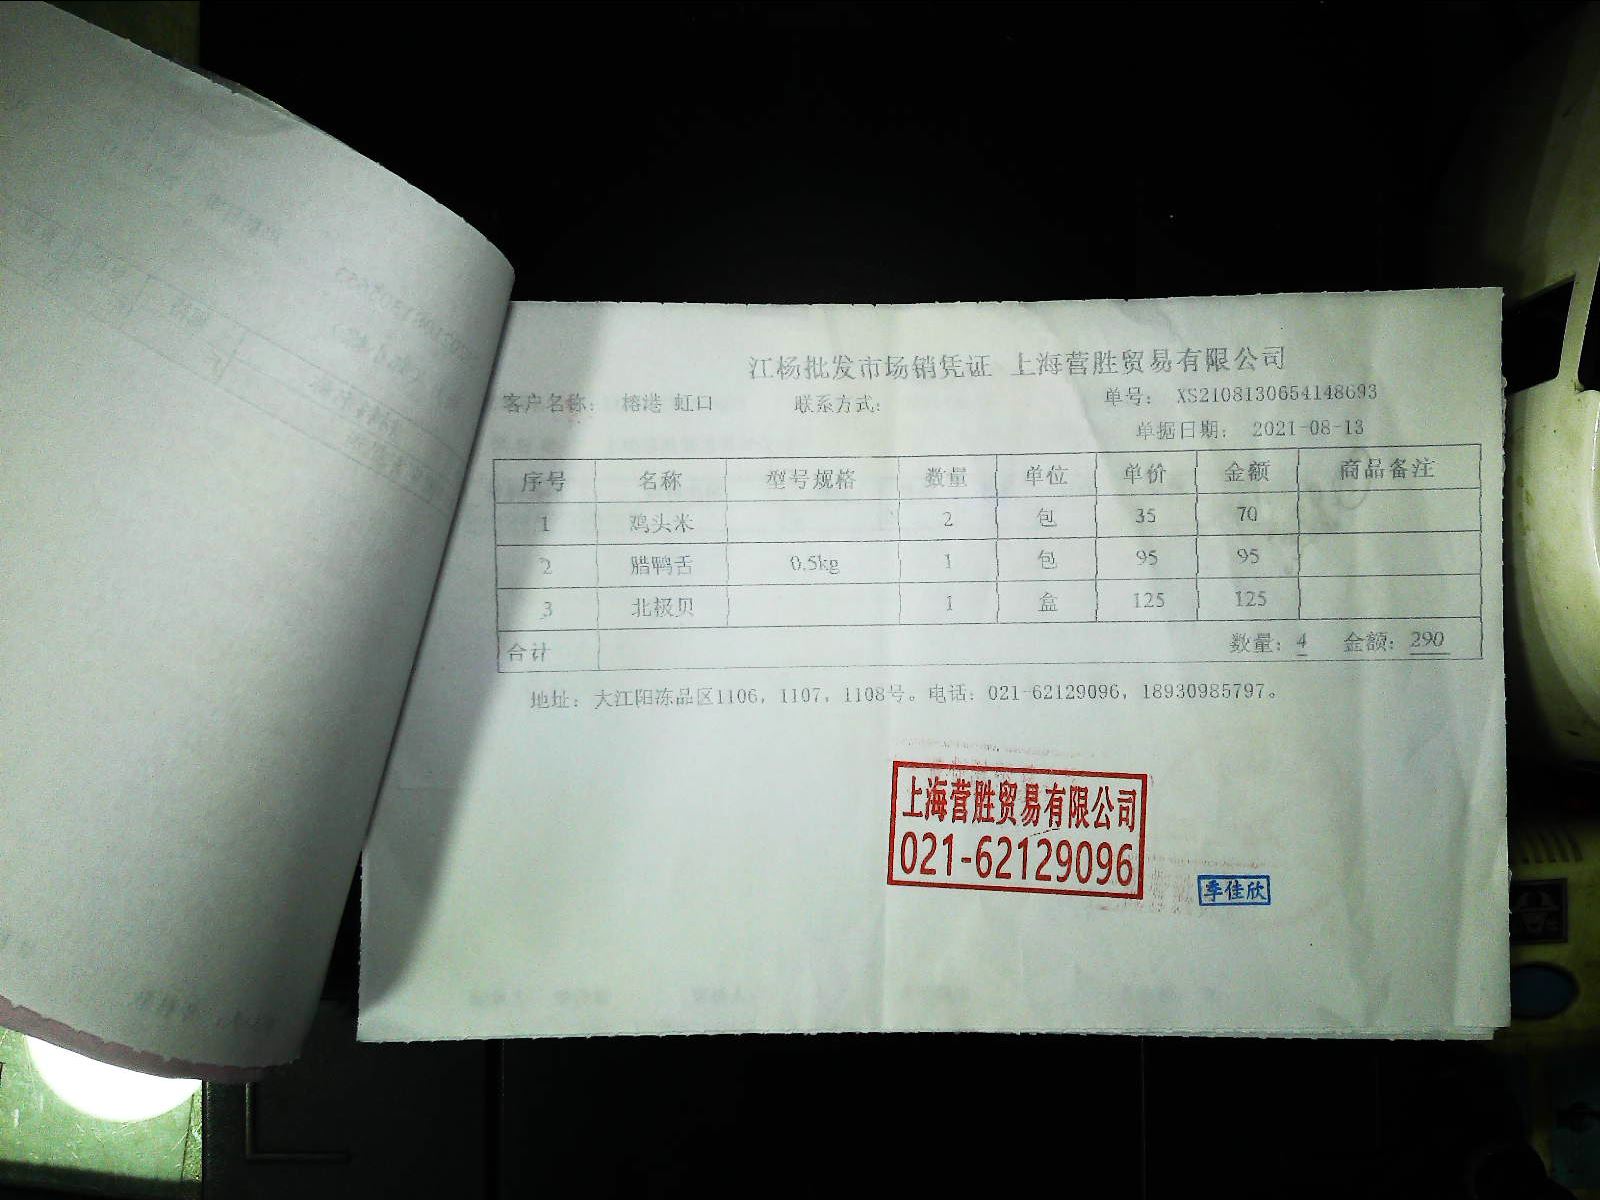 江杨批发市场销凭证 上海营胜贸易有限公司
客户名称： 榕港 虹口 联系方式： 单号： XS2108130654148693
单据日期： 2021-08-13
序号 名称 型号规格 数量 单位 单价 金额 商品备注
1 鸡头米 2 包 35 70
2 腊鸭舌 0.5kg 1 包 95 95
3 北极贝 1 盒 125 125
合计 数量：4 金额：290
地址： 大江阳冻品区1106，1107，1108号。电话：021-62129096，18930985797。
上海营胜贸易有限公司
021-62129096
季佳欣